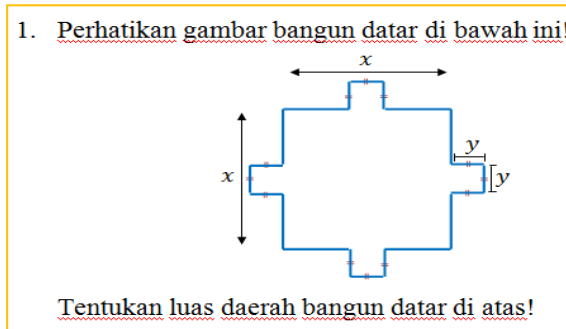 1. Perhatikan gambar bangun datar di bawah ini!
x
y
x
y
Tentukan luas daerah bangun datar di atas!